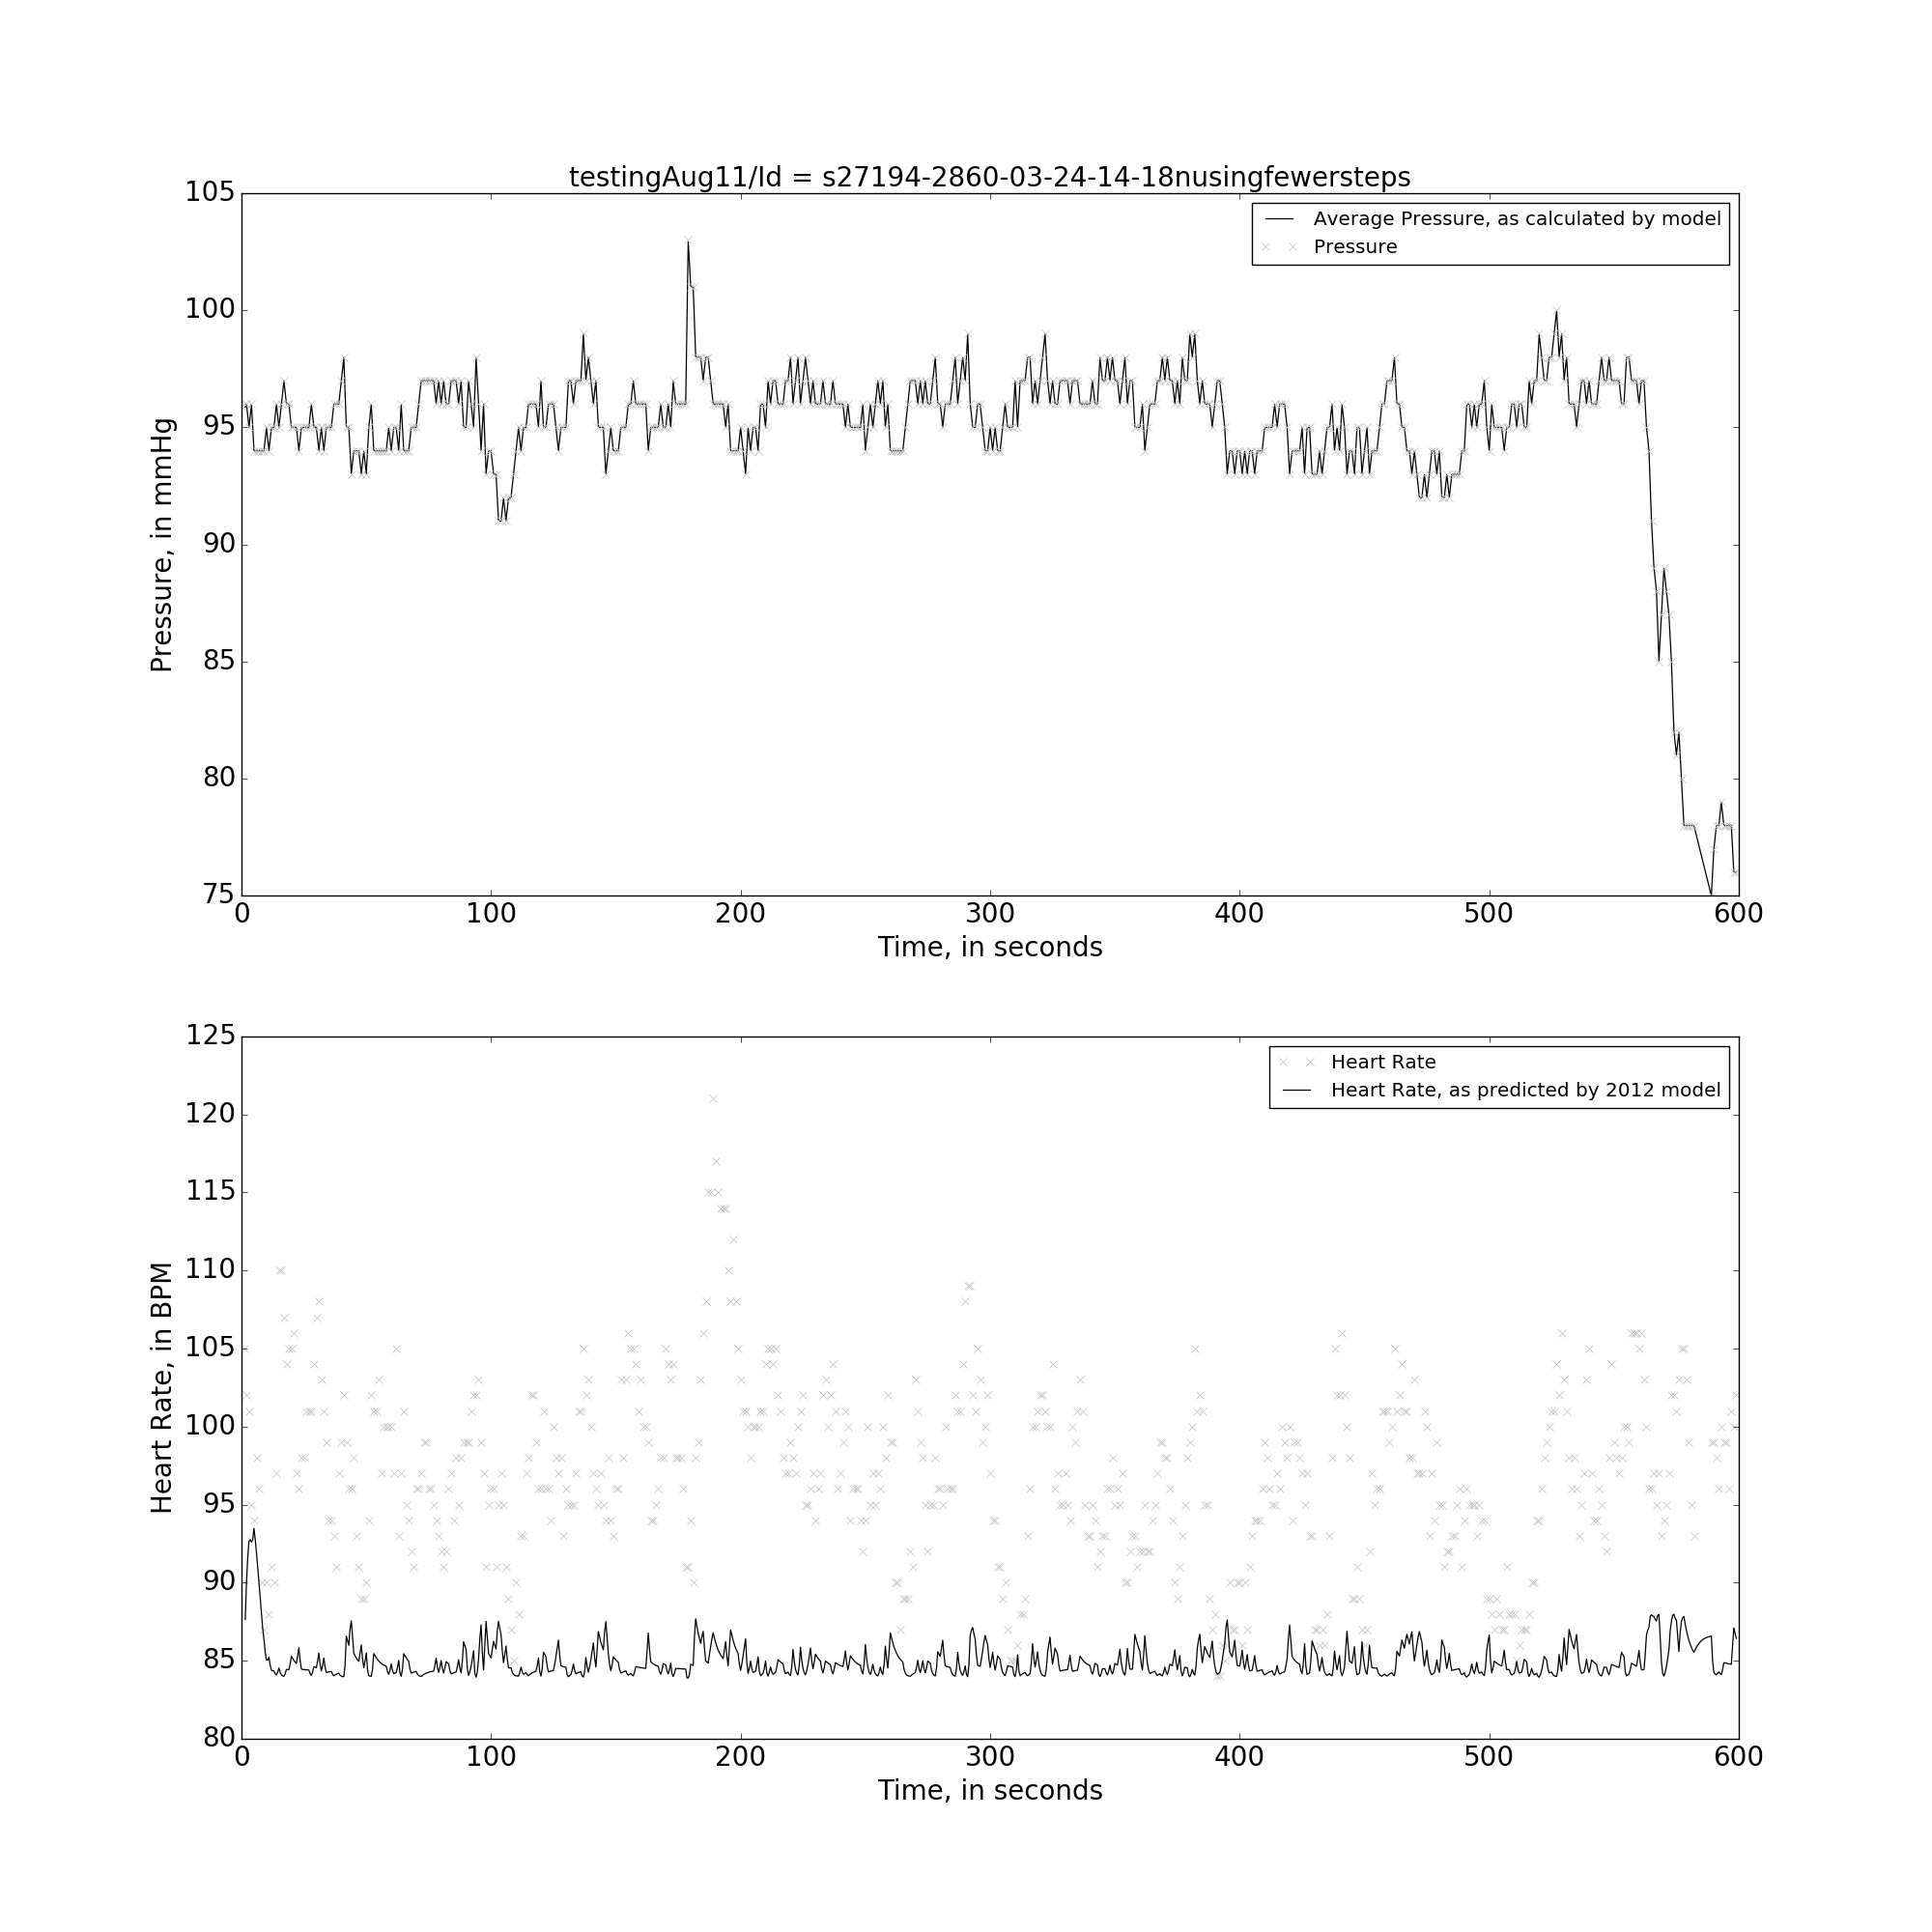 testingAug11/Id = s27194-2860-03-24-14-18nusingfewersteps
105
100
95
90
85
80
75
Pressure, in mmHg
Average Pressure, as calculated by model
Pressure
0 100 200 300 400 500 600
Time, in seconds
125
120
115
110
105
100
95
90
85
80
Heart Rate, in BPM
Heart Rate
Heart Rate, as predicted by 2012 model
0 100 200 300 400 500 600
Time, in seconds